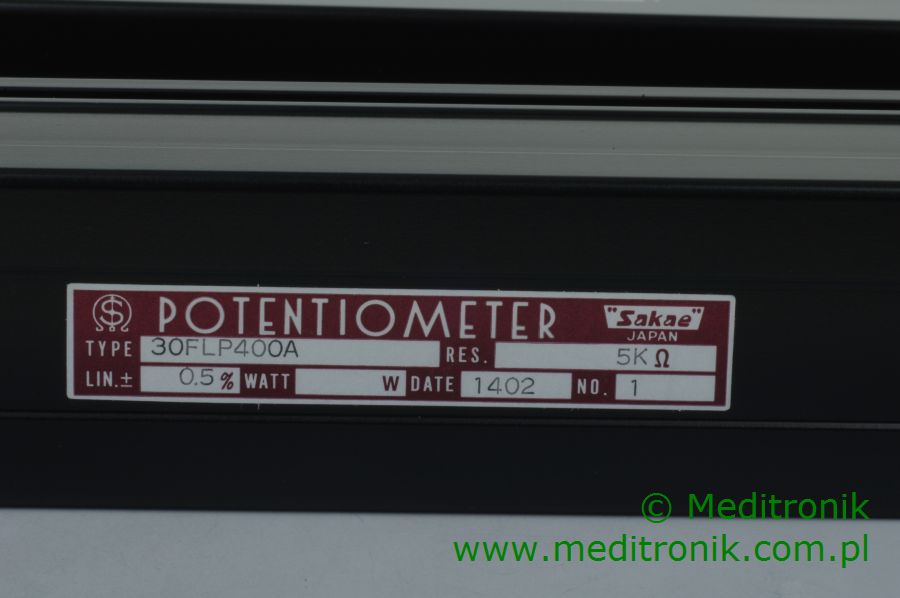 POTENTIOMETER "Sakae"
JAPAN
TYPE 30FLP400A RES. 5K Ω
LIN.± 0.5 % WATT W DATE 1402 NO. 1
© Meditronik
www.meditronik.com.pl